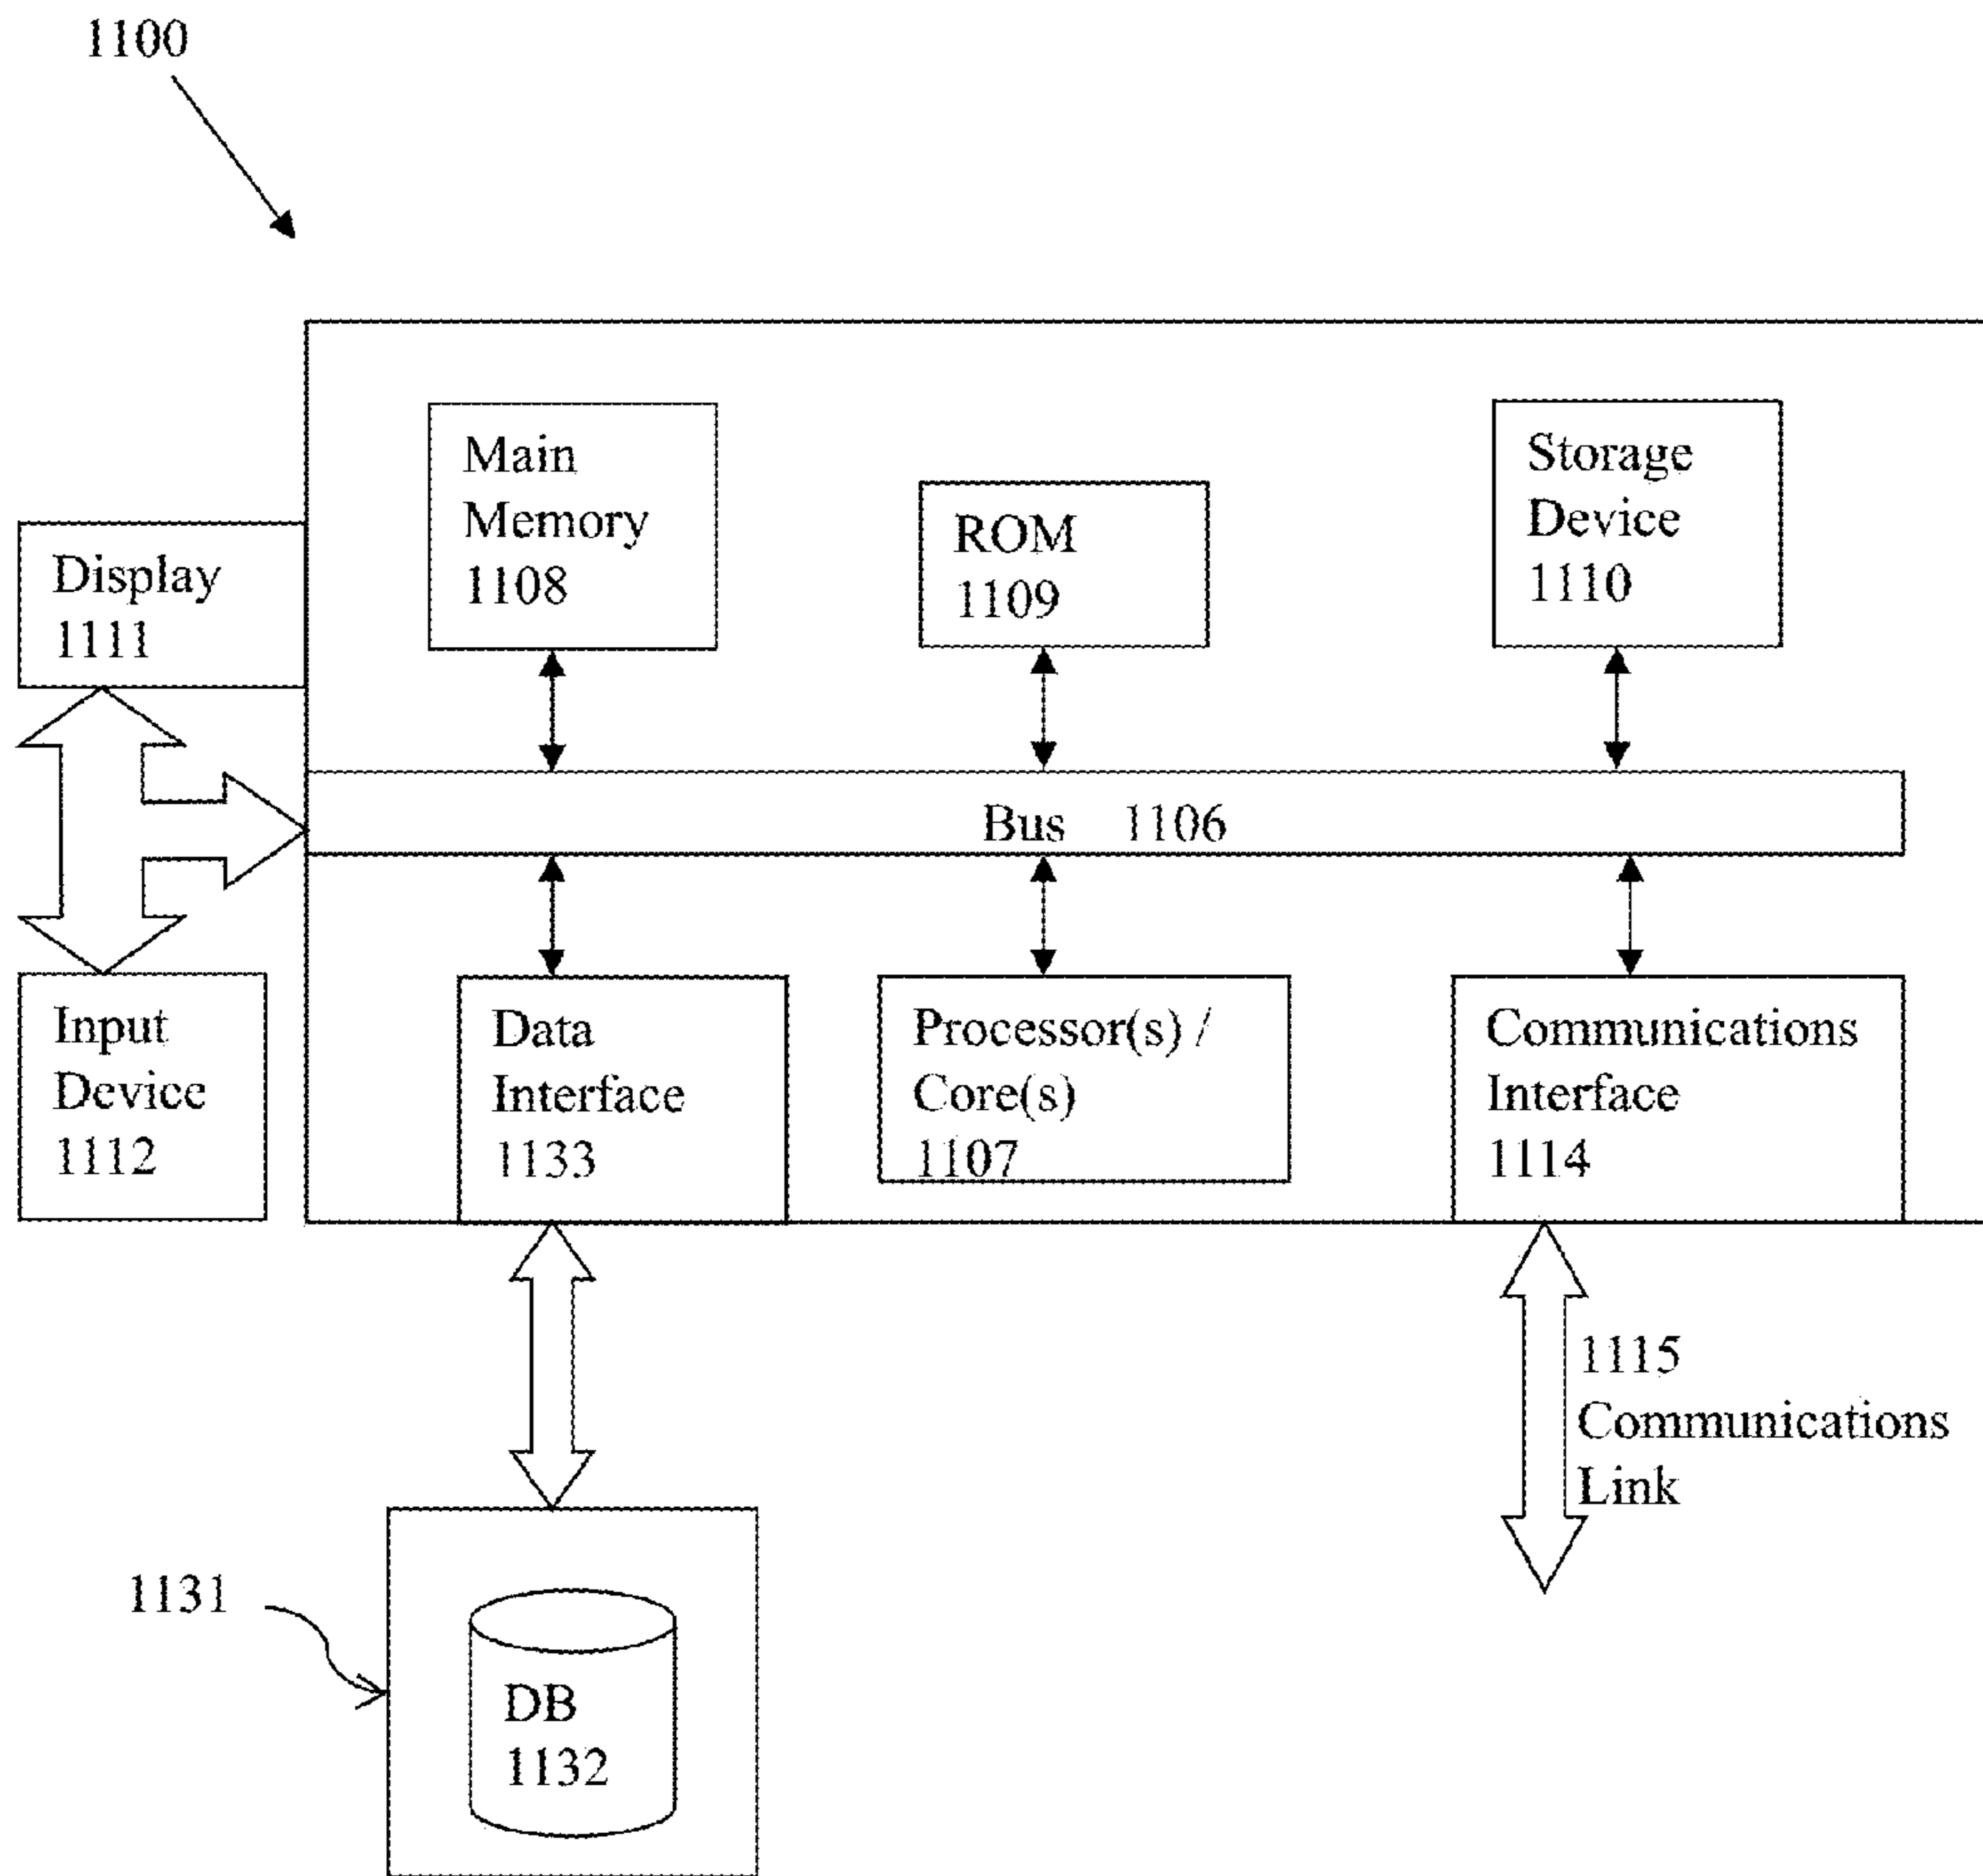 1100
Main
Memory
1108
ROM
1109
Storage
Device
1110
Display
1111
Bus 1106
Input
Device
1112
Data
Interface
1133
Processor(s) /
Core(s)
1107
Communications
Interface
1114
1115
Communications
Link
1131
DB
1132